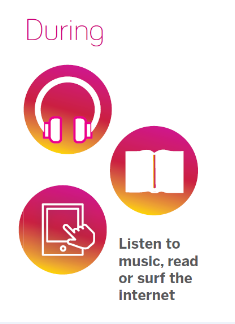 During
Listen to
music, read
or surf the
internet